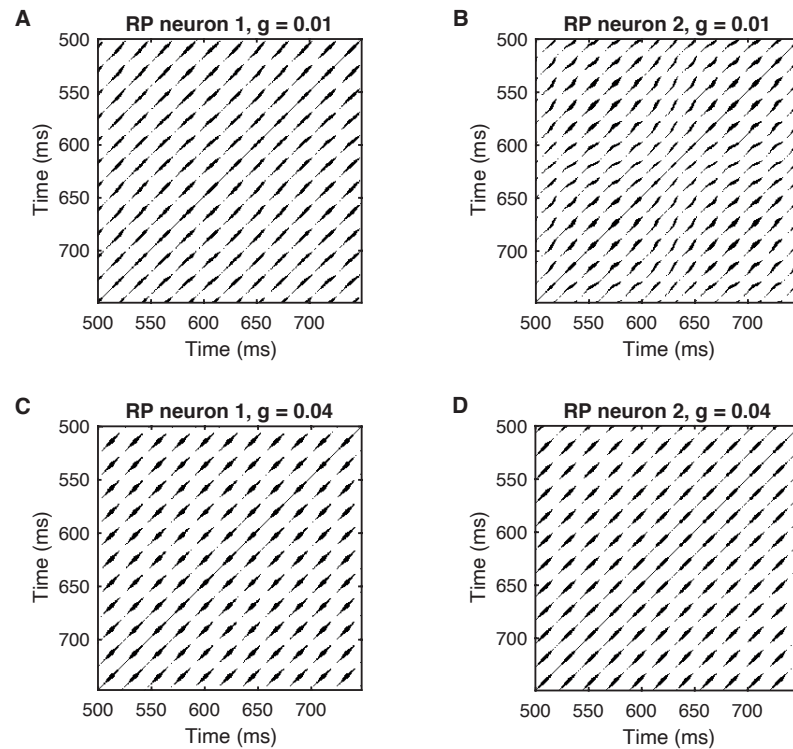 A
RP neuron 1, g = 0.01
500
550
600
650
700
Time (ms)
500 550 600 650 700
Time (ms)
B
RP neuron 2, g = 0.01
500
550
600
650
700
Time (ms)
500 550 600 650 700
Time (ms)
C
RP neuron 1, g = 0.04
500
550
600
650
700
Time (ms)
500 550 600 650 700
Time (ms)
D
RP neuron 2, g = 0.04
500
550
600
650
700
Time (ms)
500 550 600 650 700
Time (ms)